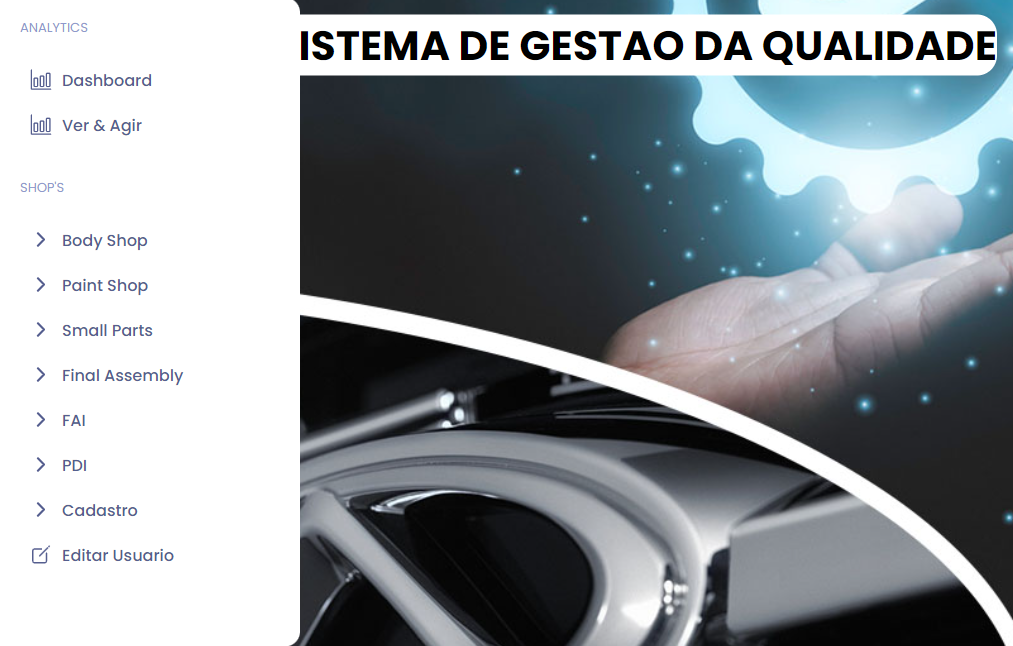 ANALYTICS
Dashboard
Ver & Agir
SHOP'S
Body Shop
Paint Shop
Small Parts
Final Assembly
FAI
PDI
Cadastro
Editar Usuario
ISTEMA DE GESTAO DA QUALIDADE